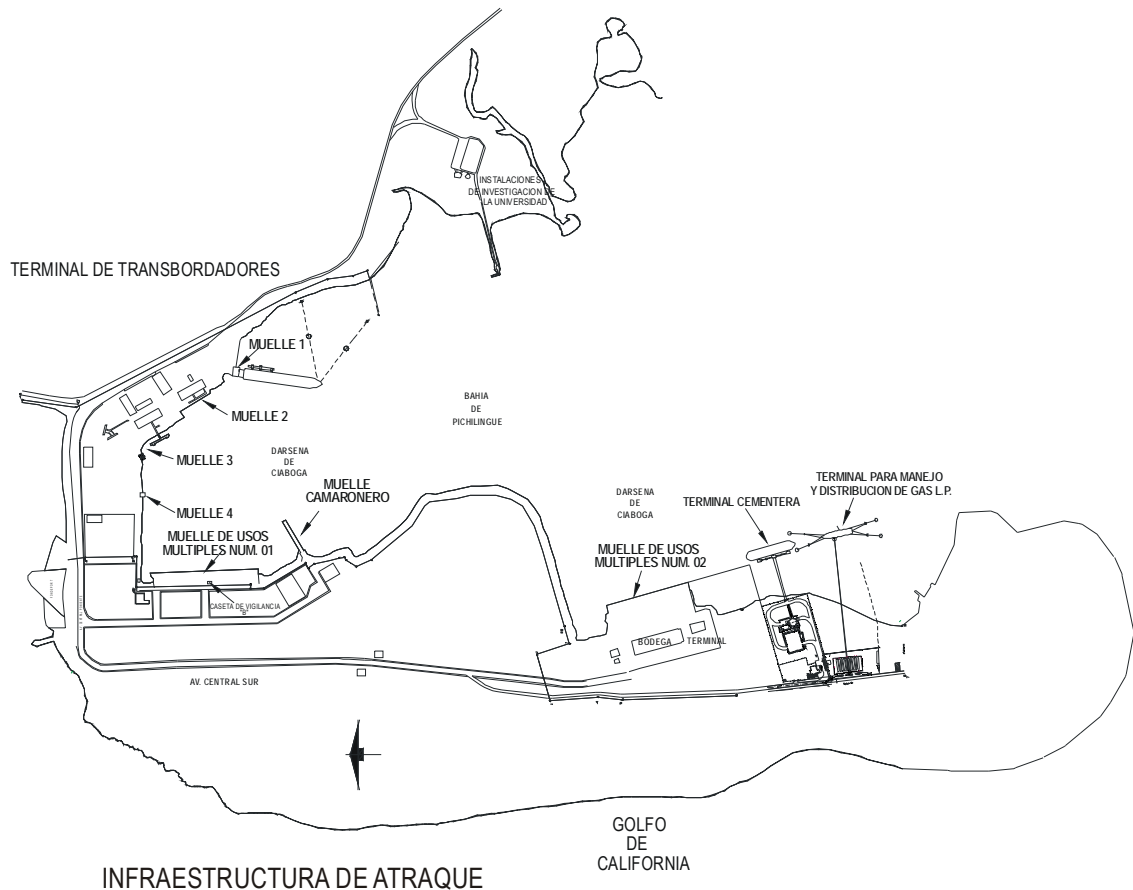 INSTALACIONES
DE INVESTIGACION DE
LA UNIVERSIDAD
TERMINAL DE TRANSBORDADORES
MUELLE 1
MUELLE 2
BAHIA
DE
PICHILINGUE
MUELLE 3
DARSENA
DE
CIABOGA
MUELLE
CAMARONERO
MUELLE 4
DARSENA
DE
CIABOGA
TERMINAL CEMENTERA
TERMINAL PARA MANEJO
Y DISTRIBUCION DE GAS L.P.
MUELLE DE USOS
MULTIPLES NUM. 01
MUELLE DE USOS
MULTIPLES NUM. 02
CASETA DE VIGILANCIA
"B"
BODEGA
TERMINAL
AV. CENTRAL SUR
GOLFO
DE
CALIFORNIA
INFRAESTRUCTURA DE ATRAQUE